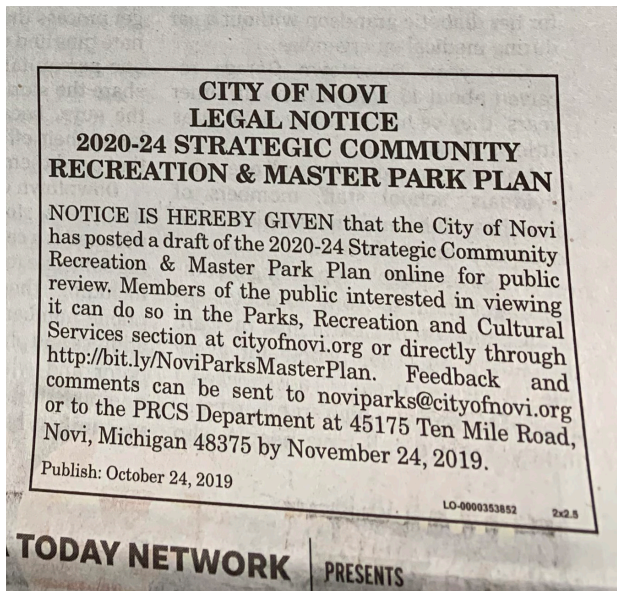 CITY OF NOVI
LEGAL NOTICE
2020-24 STRATEGIC COMMUNITY
RECREATION & MASTER PARK PLAN
NOTICE IS HEREBY GIVEN that the City of Novi
has posted a draft of the 2020-24 Strategic Community
Recreation & Master Park Plan online for public
review. Members of the public interested in viewing
it can do so in the Parks, Recreation and Cultural
Services section at cityofnovi.org or directly through
http://bit.ly/NoviParksMasterPlan. Feedback and
comments can be sent to noviparks@cityofnovi.org
or to the PRCS Department at 45175 Ten Mile Road,
Novi, Michigan 48375 by November 24, 2019.
Publish: October 24, 2019
LO-0000353852 2x2.5
TODAY NETWORK PRESENTS